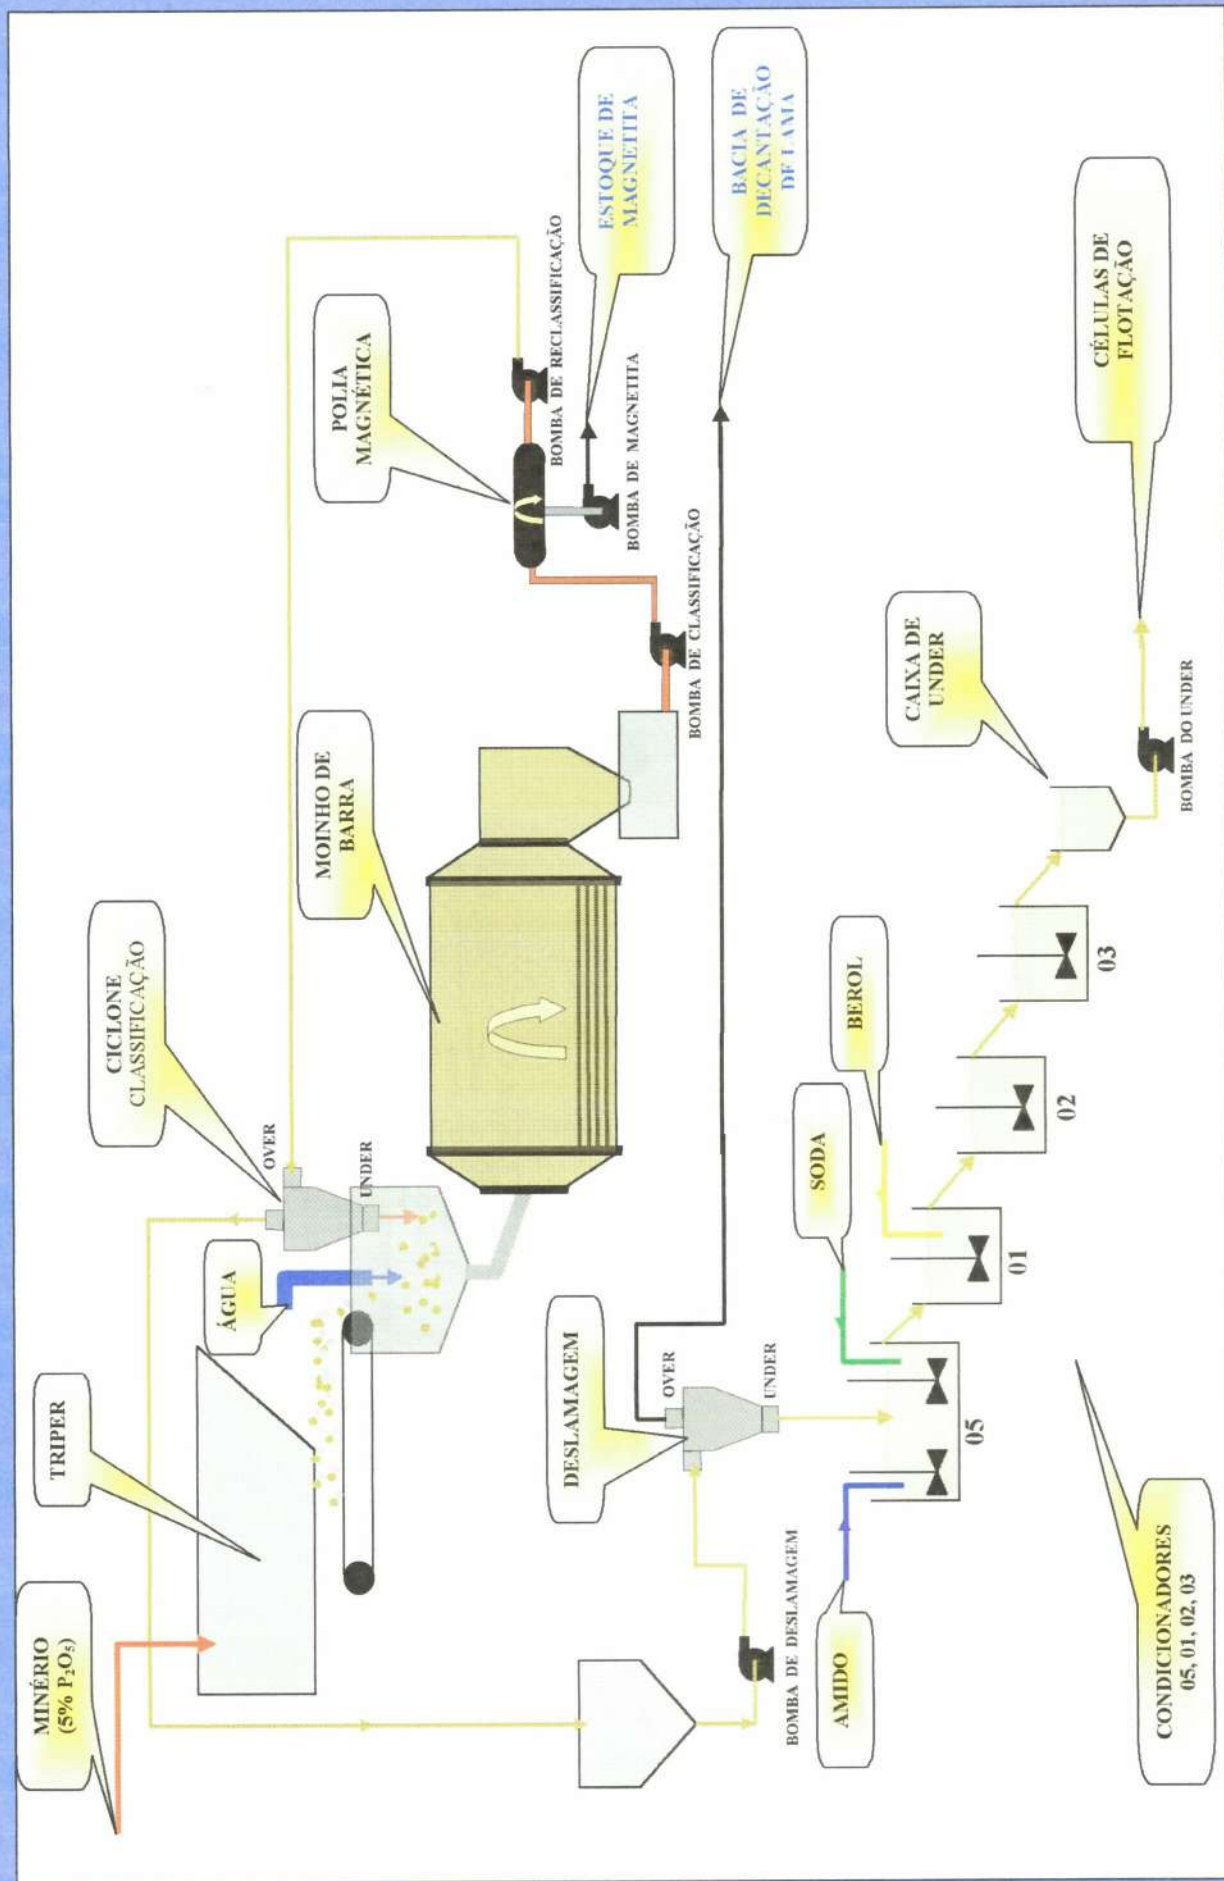 MINÉRIO
(5% P₂O₅)
TRIPER
ÁGUA
CICLONE
CLASSIFICAÇÃO
OVER
UNDER
MOINHO DE
BARRA
POLIA
MAGNÉTICA
BOMBA DE RECLASSIFICAÇÃO
BOMBA DE MAGNETITA
BOMBA DE CLASSIFICAÇÃO
ESTOQUE DE
MAGNETITA
BACIA DE
DECANTAÇÃO
DE LAMA
DESLAMAGEM
OVER
UNDER
BOMBA DE DESLAMAGEM
AMIDO
SODA
BEROL
05
01
02
03
CAIXA DE
UNDER
BOMBA DO UNDER
CÉLULAS DE
FLOTAÇÃO
CONDICIONADORES
05, 01, 02, 03